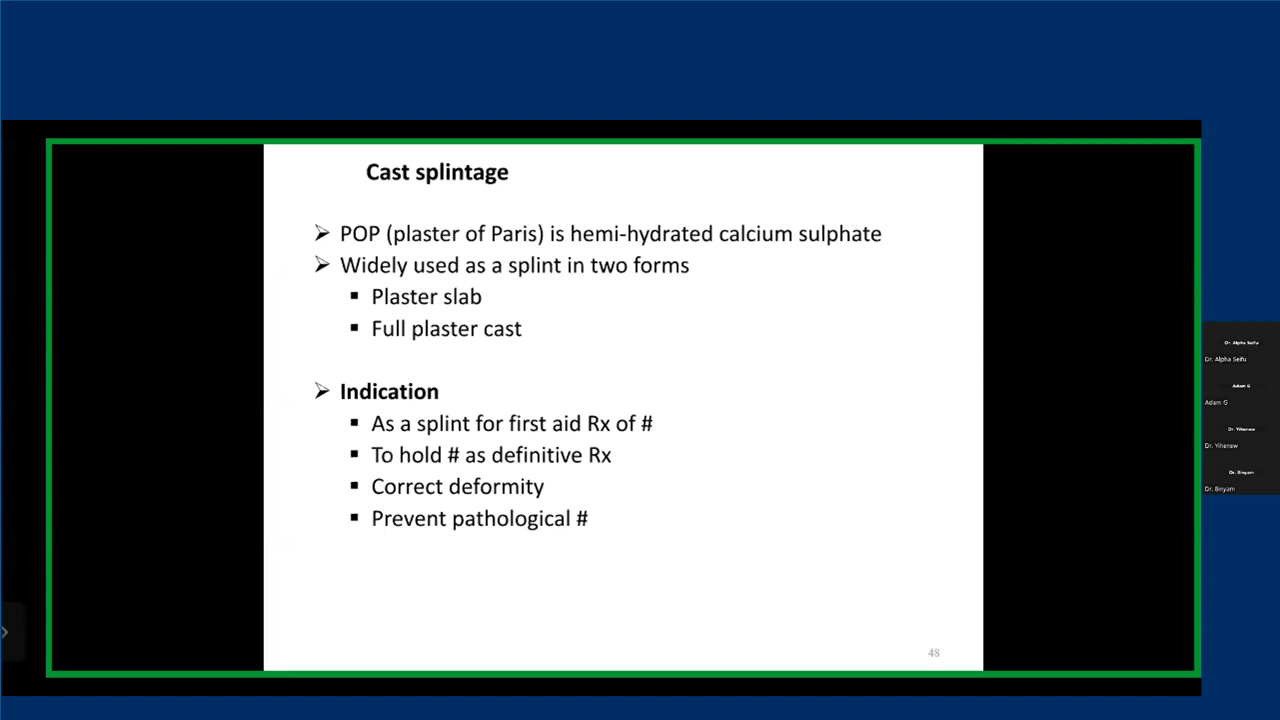 Cast splintage
➢ POP (plaster of Paris) is hemi-hydrated calcium sulphate
➢ Widely used as a splint in two forms
▪ Plaster slab
▪ Full plaster cast
➢ Indication
▪ As a splint for first aid Rx of #
▪ To hold # as definitive Rx
▪ Correct deformity
▪ Prevent pathological #
48
Dr. Alpha Seifu
Dr. Alpha Seifu
Adam G
Adam G
Dr. Yihenew
Dr. Yihenew
Dr. Binyam
Dr. Binyam